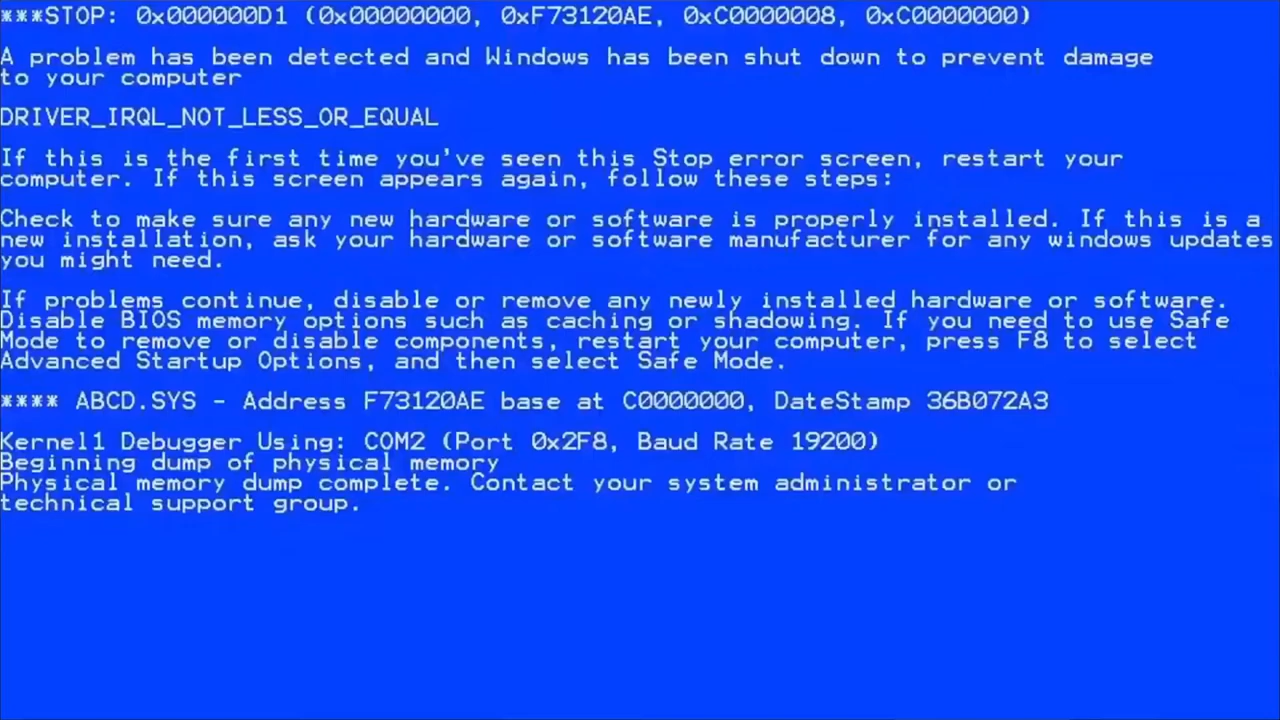 ***STOP: 0x000000D1 (0x00000000, 0xF73120AE, 0xC0000008, 0xC0000000)
A problem has been detected and Windows has been shut down to prevent damage
to your computer
DRIVER_IRQL_NOT_LESS_OR_EQUAL
If this is the first time you've seen this Stop error screen, restart your
computer. If this screen appears again, follow these steps:
Check to make sure any new hardware or software is properly installed. If this is a
new installation, ask your hardware or software manufacturer for any windows updates
you might need.
If problems continue, disable or remove any newly installed hardware or software.
Disable BIOS memory options such as caching or shadowing. If you need to use Safe
Mode to remove or disable components, restart your computer, press F8 to select
Advanced Startup Options, and then select Safe Mode.
**** ABCD.SYS - Address F73120AE base at C0000000, DateStamp 36B072A3
Kernel1 Debugger Using: COM2 (Port 0x2F8, Baud Rate 19200)
Beginning dump of physical memory
Physical memory dump complete. Contact your system administrator or
technical support group.